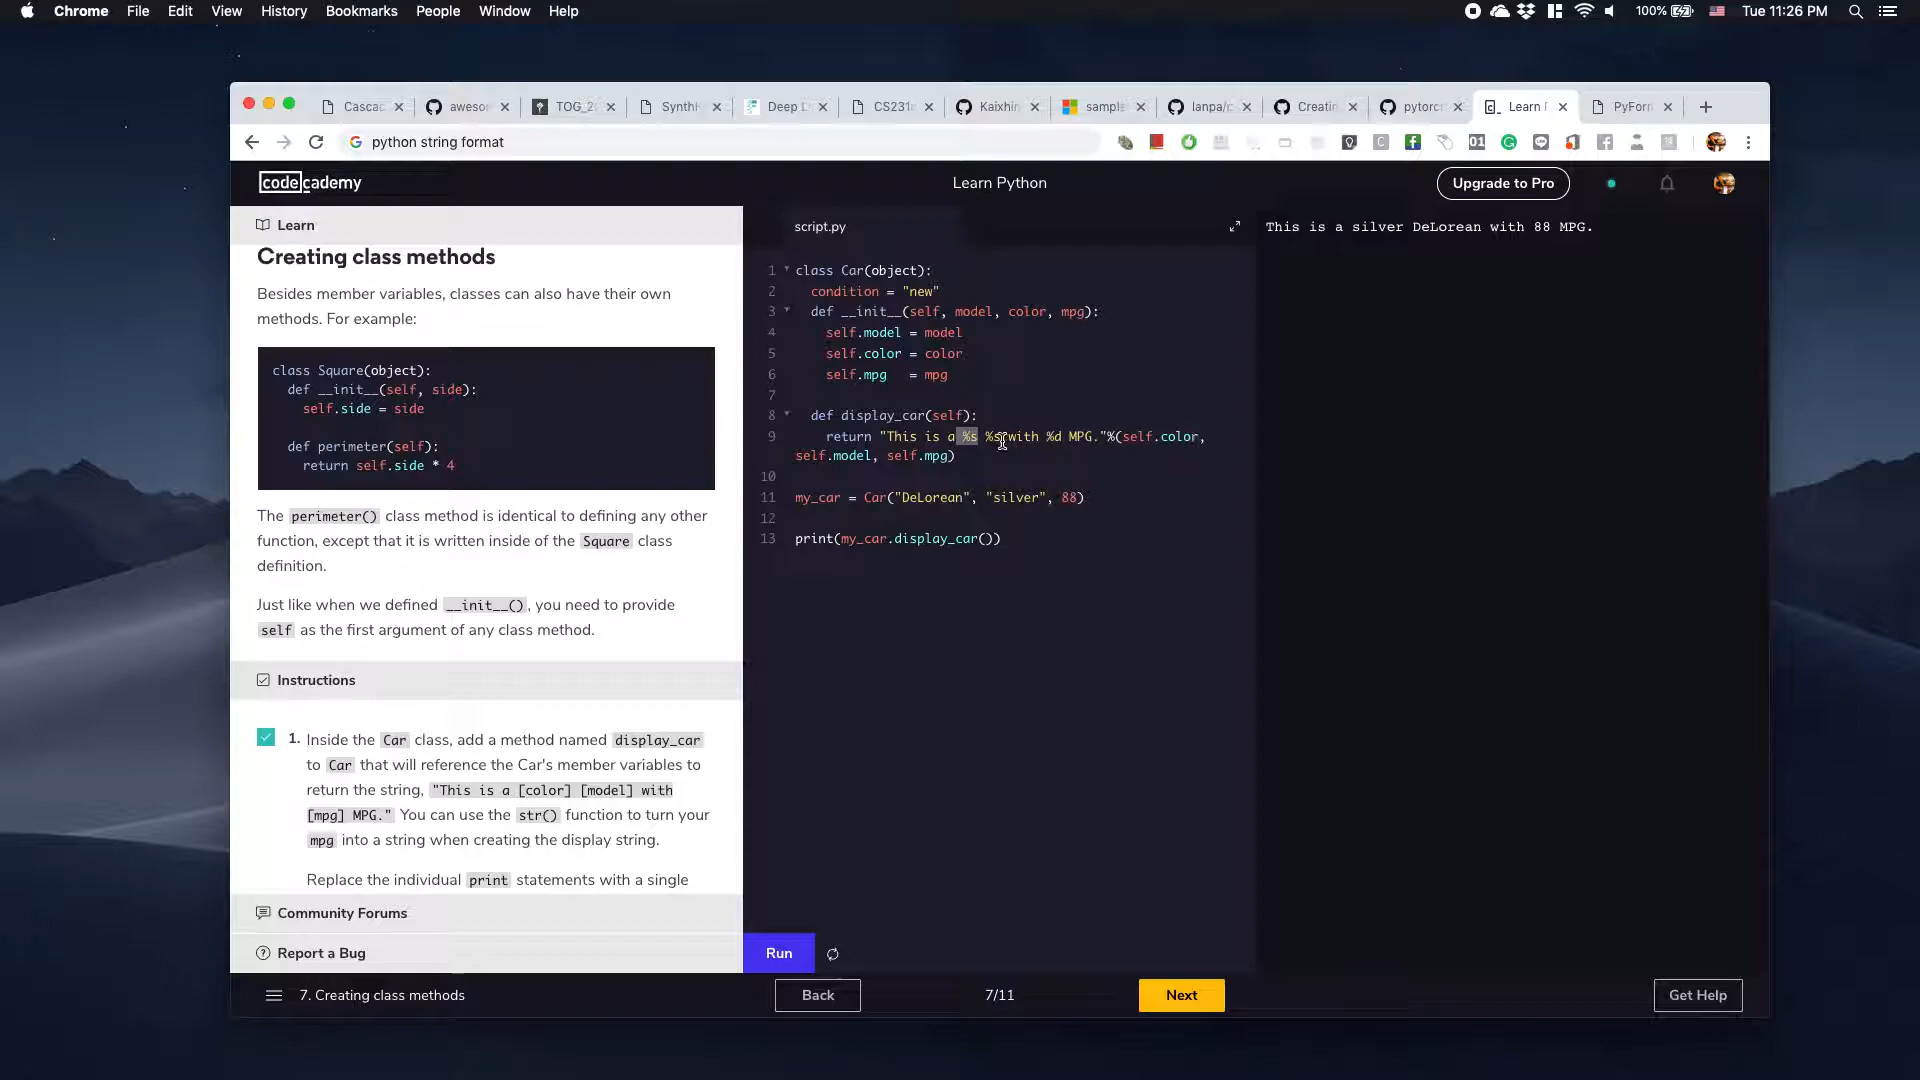 Chrome File Edit View History Bookmarks People Window Help 100% Tue 11:26 PM
Cascac awesor TOG_2( Synthi Deep L CS231n Kaixhin sample lanpa/p Creatin pytorc Learn F PyForn
python string format
codecademy Learn Python Upgrade to Pro
Learn
Creating class methods
Besides member variables, classes can also have their own
methods. For example:
class Square(object):
def __init__(self, side):
self.side = side
def perimeter(self):
return self.side * 4
The perimeter() class method is identical to defining any other
function, except that it is written inside of the Square class
definition.
Just like when we defined __init__(), you need to provide
self as the first argument of any class method.
Instructions
1. Inside the Car class, add a method named display_car
to Car that will reference the Car's member variables to
return the string, "This is a [color] [model] with
[mpg] MPG." You can use the str() function to turn your
mpg into a string when creating the display string.
Replace the individual print statements with a single
Community Forums
Report a Bug
script.py
1 class Car(object):
2 condition = "new"
3 def __init__(self, model, color, mpg):
4 self.model = model
5 self.color = color
6 self.mpg = mpg
7
8 def display_car(self):
9 return "This is a %s %s with %d MPG."%(self.color,
self.model, self.mpg)
10
11 my_car = Car("DeLorean", "silver", 88)
12
13 print(my_car.display_car())
Run
This is a silver DeLorean with 88 MPG.
7. Creating class methods Back 7/11 Next Get Help